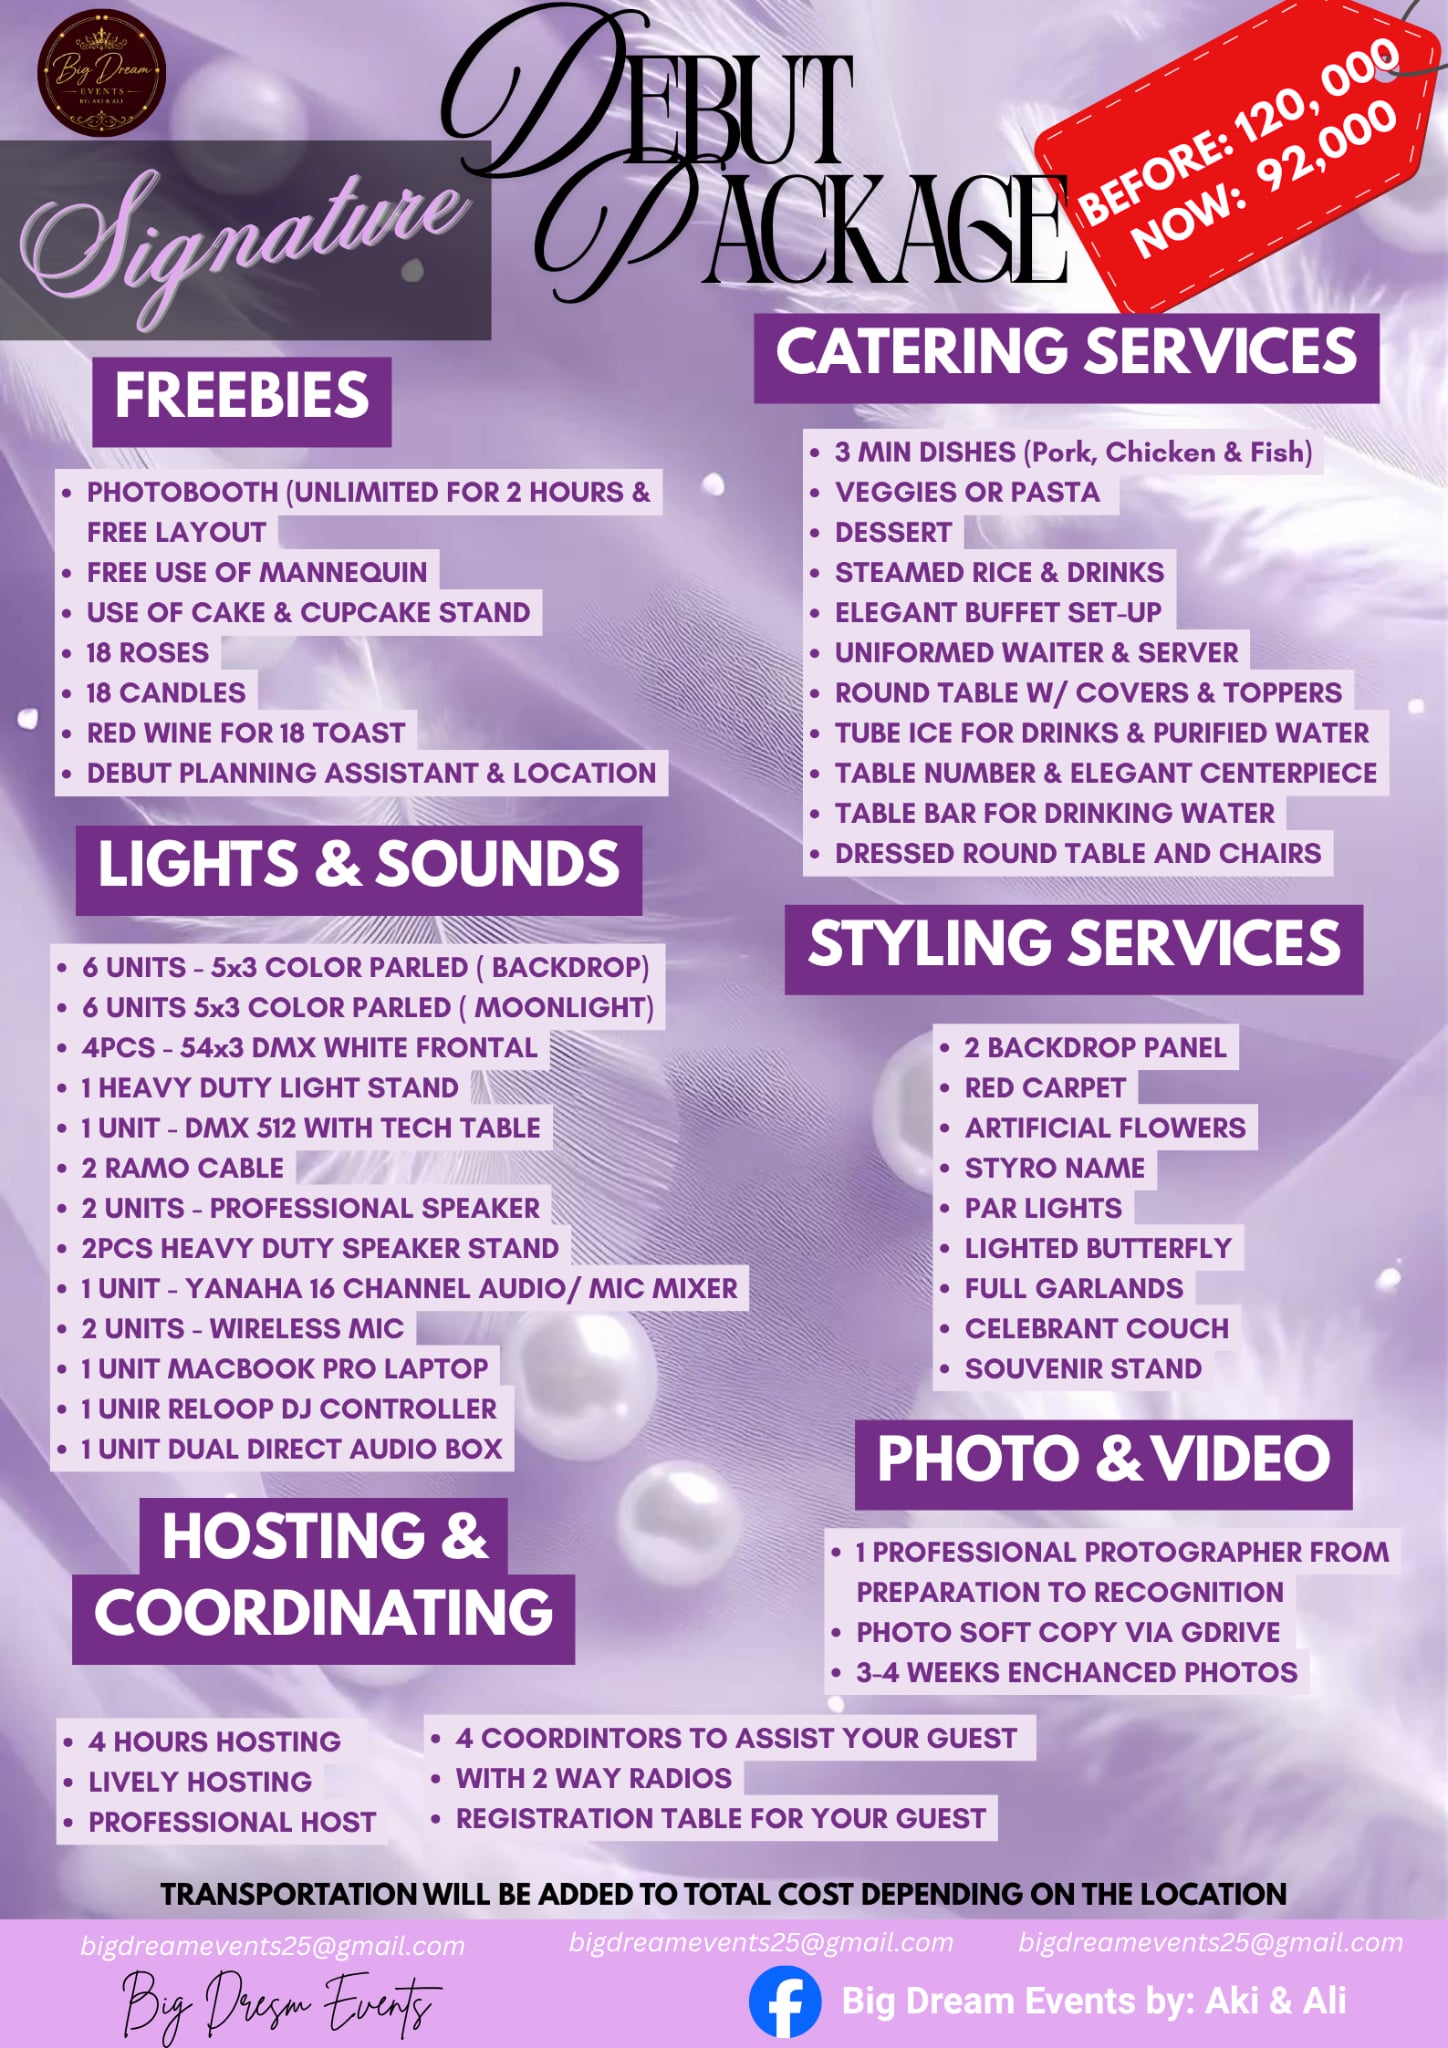 Big Dream
EVENTS
BY: AKI & ALI
Signature
DEBUT
PACKAGE
BEFORE: 120, 000
NOW: 92,000
FREEBIES
• PHOTOBOOTH (UNLIMITED FOR 2 HOURS &
FREE LAYOUT
• FREE USE OF MANNEQUIN
• USE OF CAKE & CUPCAKE STAND
• 18 ROSES
• 18 CANDLES
• RED WINE FOR 18 TOAST
• DEBUT PLANNING ASSISTANT & LOCATION
LIGHTS & SOUNDS
• 6 UNITS - 5x3 COLOR PARLED ( BACKDROP)
• 6 UNITS 5x3 COLOR PARLED ( MOONLIGHT)
• 4PCS - 54x3 DMX WHITE FRONTAL
• 1 HEAVY DUTY LIGHT STAND
• 1 UNIT - DMX 512 WITH TECH TABLE
• 2 RAMO CABLE
• 2 UNITS - PROFESSIONAL SPEAKER
• 2PCS HEAVY DUTY SPEAKER STAND
• 1 UNIT - YANAHA 16 CHANNEL AUDIO/ MIC MIXER
• 2 UNITS - WIRELESS MIC
• 1 UNIT MACBOOK PRO LAPTOP
• 1 UNIR RELOOP DJ CONTROLLER
• 1 UNIT DUAL DIRECT AUDIO BOX
CATERING SERVICES
• 3 MIN DISHES (Pork, Chicken & Fish)
• VEGGIES OR PASTA
• DESSERT
• STEAMED RICE & DRINKS
• ELEGANT BUFFET SET-UP
• UNIFORMED WAITER & SERVER
• ROUND TABLE W/ COVERS & TOPPERS
• TUBE ICE FOR DRINKS & PURIFIED WATER
• TABLE NUMBER & ELEGANT CENTERPIECE
• TABLE BAR FOR DRINKING WATER
• DRESSED ROUND TABLE AND CHAIRS
STYLING SERVICES
• 2 BACKDROP PANEL
• RED CARPET
• ARTIFICIAL FLOWERS
• STYRO NAME
• PAR LIGHTS
• LIGHTED BUTTERFLY
• FULL GARLANDS
• CELEBRANT COUCH
• SOUVENIR STAND
PHOTO & VIDEO
• 1 PROFESSIONAL PROTOGRAPHER FROM
PREPARATION TO RECOGNITION
• PHOTO SOFT COPY VIA GDRIVE
• 3-4 WEEKS ENCHANCED PHOTOS
HOSTING &
COORDINATING
• 4 HOURS HOSTING
• LIVELY HOSTING
• PROFESSIONAL HOST
• 4 COORDINTORS TO ASSIST YOUR GUEST
• WITH 2 WAY RADIOS
• REGISTRATION TABLE FOR YOUR GUEST
TRANSPORTATION WILL BE ADDED TO TOTAL COST DEPENDING ON THE LOCATION
bigdreamevents25@gmail.com
bigdreamevents25@gmail.com
bigdreamevents25@gmail.com
Big Dresm Events
Big Dream Events by: Aki & Ali